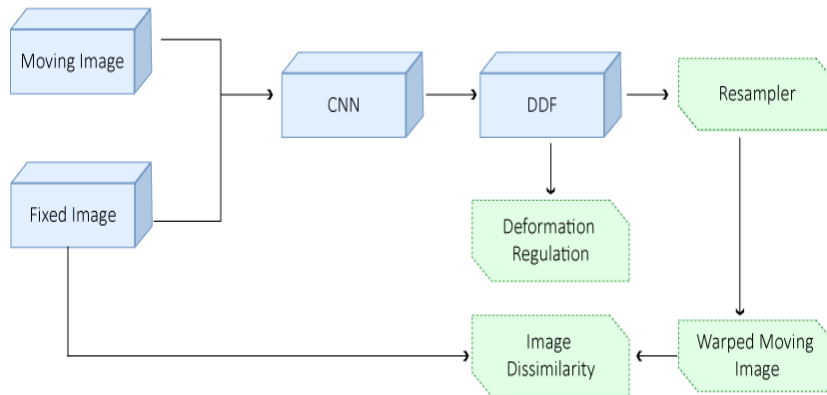 Moving Image
CNN
DDF
Resampler
Fixed Image
Deformation
Regulation
Image
Dissimilarity
Warped Moving
Image